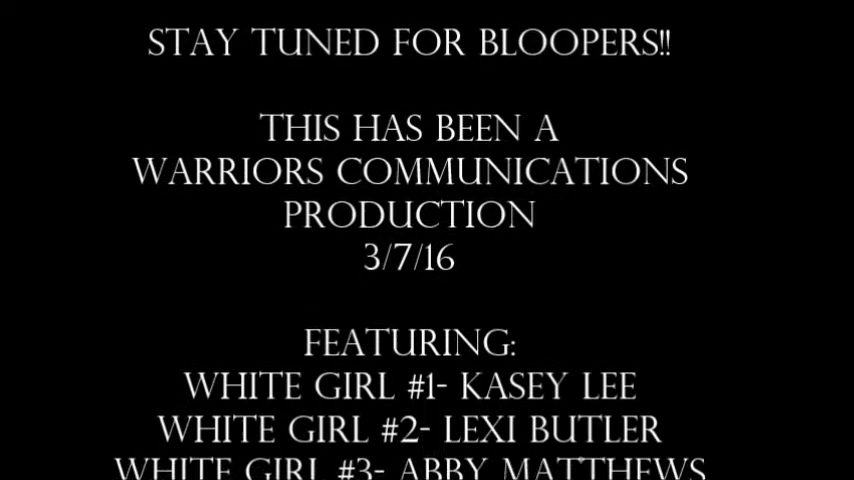 STAY TUNED FOR BLOOPERS!!
THIS HAS BEEN A
WARRIORS COMMUNICATIONS
PRODUCTION
3/7/16
FEATURING:
WHITE GIRL #1- KASEY LEE
WHITE GIRL #2- LEXI BUTLER
WHITE GIRL #3- ABBY MATTHEWS